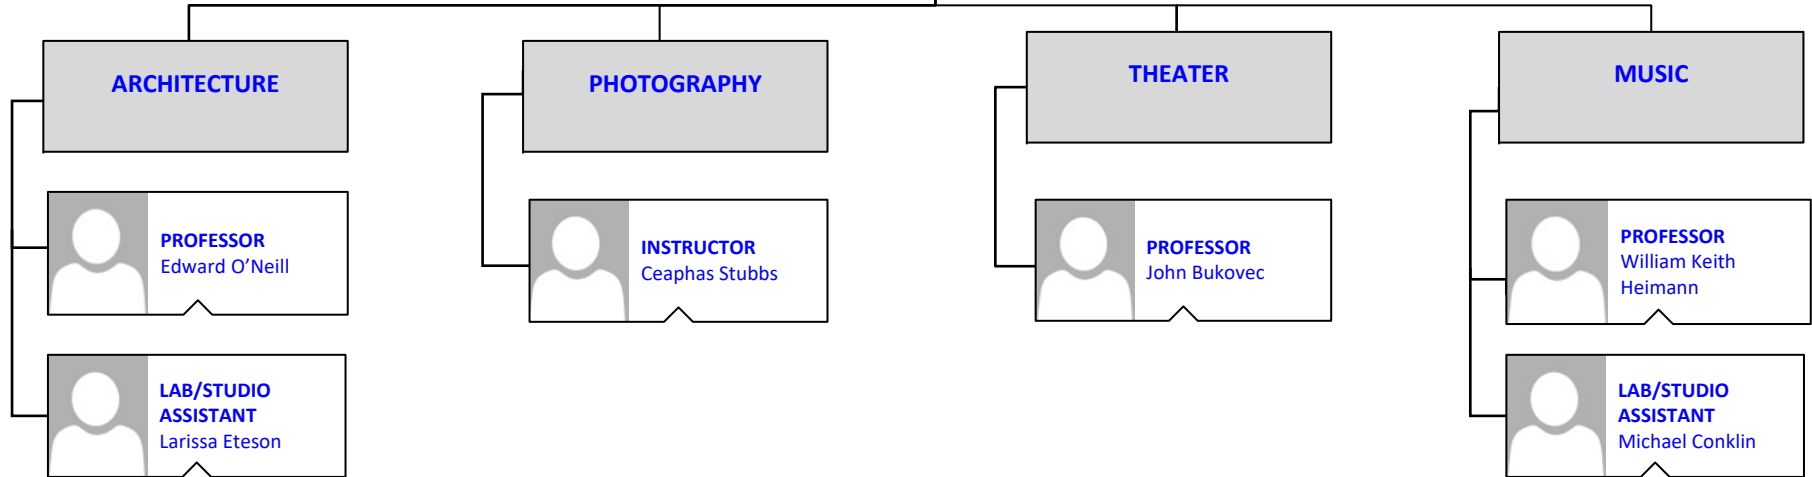 ARCHITECTURE
PHOTOGRAPHY
THEATER
MUSIC
PROFESSOR
Edward O’Neill
INSTRUCTOR
Ceaphas Stubbs
PROFESSOR
John Bukovec
PROFESSOR
William Keith
Heimann
LAB/STUDIO
ASSISTANT
Larissa Eteson
LAB/STUDIO
ASSISTANT
Michael Conklin